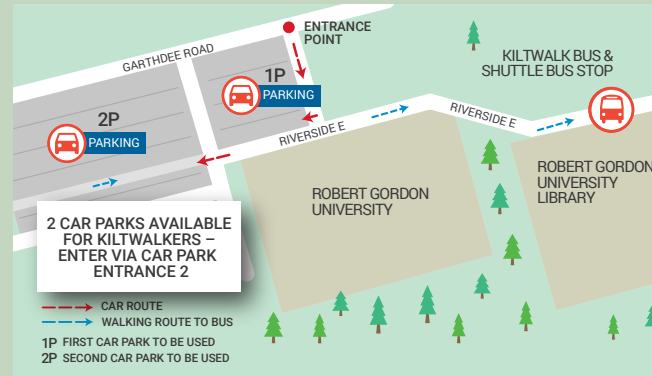 ENTRANCE
POINT
GARTHDEE ROAD
KILTWALK BUS &
SHUTTLE BUS STOP
1P
PARKING
2P
PARKING
RIVERSIDE E
RIVERSIDE E
ROBERT GORDON
UNIVERSITY
ROBERT GORDON
UNIVERSITY
LIBRARY
2 CAR PARKS AVAILABLE
FOR KILTWALKERS –
ENTER VIA CAR PARK
ENTRANCE 2
CAR ROUTE
WALKING ROUTE TO BUS
1P FIRST CAR PARK TO BE USED
2P SECOND CAR PARK TO BE USED